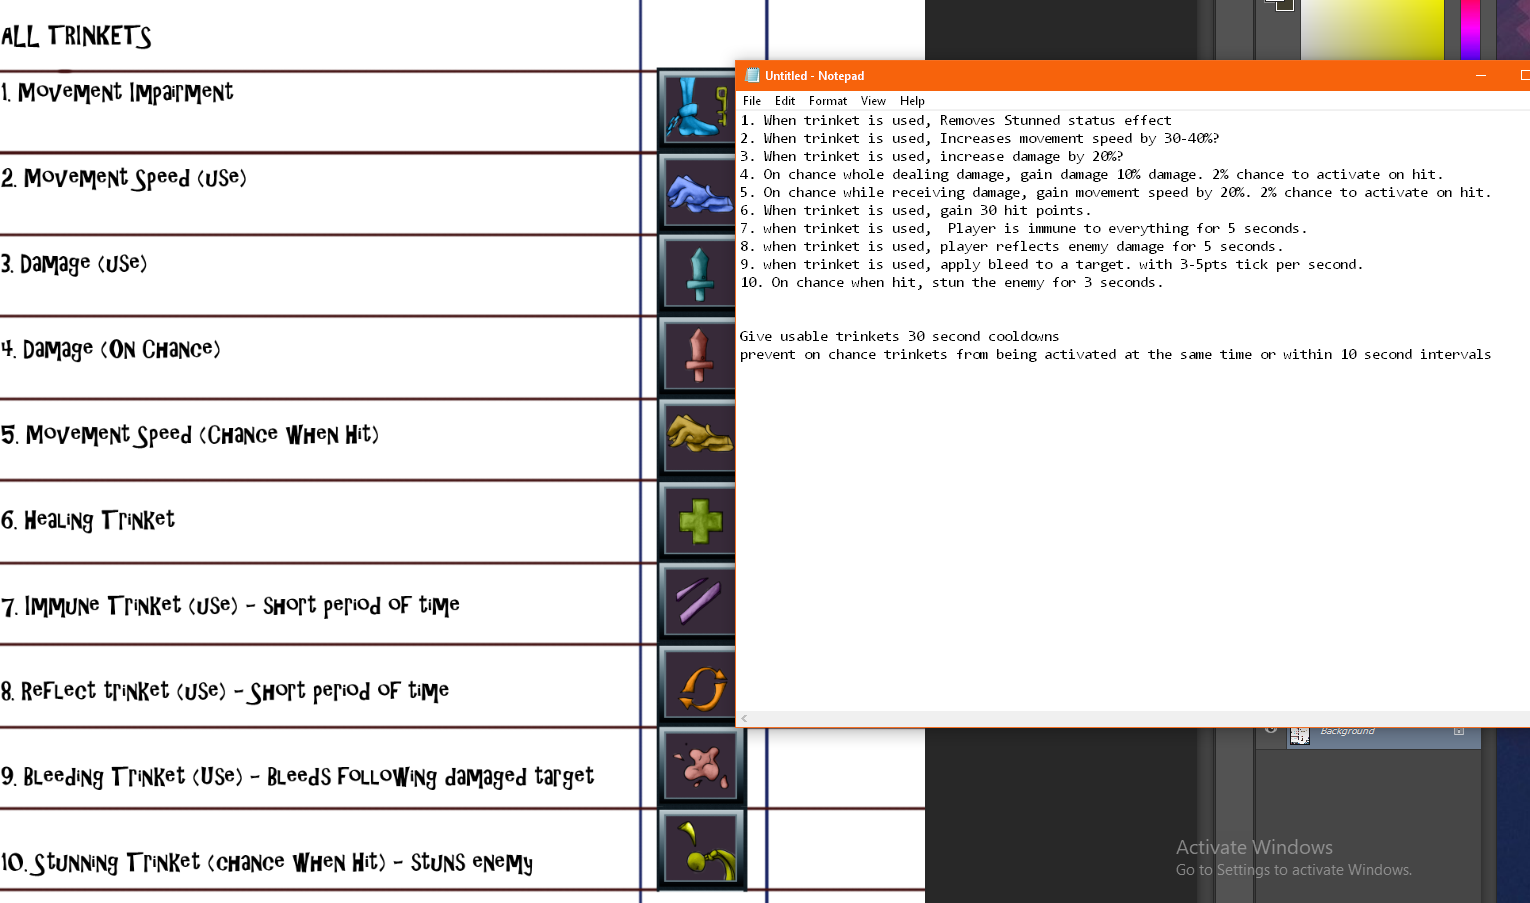 ALL TRINKETS
1. Movement Impairment
2. Movement Speed (Use)
3. Damage (Use)
4. Damage (On Chance)
5. Movement Speed (Chance When Hit)
6. Healing Trinket
7. Immune Trinket (Use) - Short period of time
8. Reflect trinket (Use) - Short period of time
9. Bleeding Trinket (Use) - Bleeds following damaged target
10. Stunning Trinket (chance When Hit) - Stuns enemy
Untitled - Notepad
File Edit Format View Help
1. When trinket is used, Removes Stunned status effect
2. When trinket is used, Increases movement speed by 30-40%?
3. When trinket is used, increase damage by 20%?
4. On chance whole dealing damage, gain damage 10% damage. 2% chance to activate on hit.
5. On chance while receiving damage, gain movement speed by 20%. 2% chance to activate on hit.
6. When trinket is used, gain 30 hit points.
7. when trinket is used,  Player is immune to everything for 5 seconds.
8. when trinket is used, player reflects enemy damage for 5 seconds.
9. when trinket is used, apply bleed to a target. with 3-5pts tick per second.
10. On chance when hit, stun the enemy for 3 seconds.
Give usable trinkets 30 second cooldowns
prevent on chance trinkets from being activated at the same time or within 10 second intervals
Background
Activate Windows
Go to Settings to activate Windows.